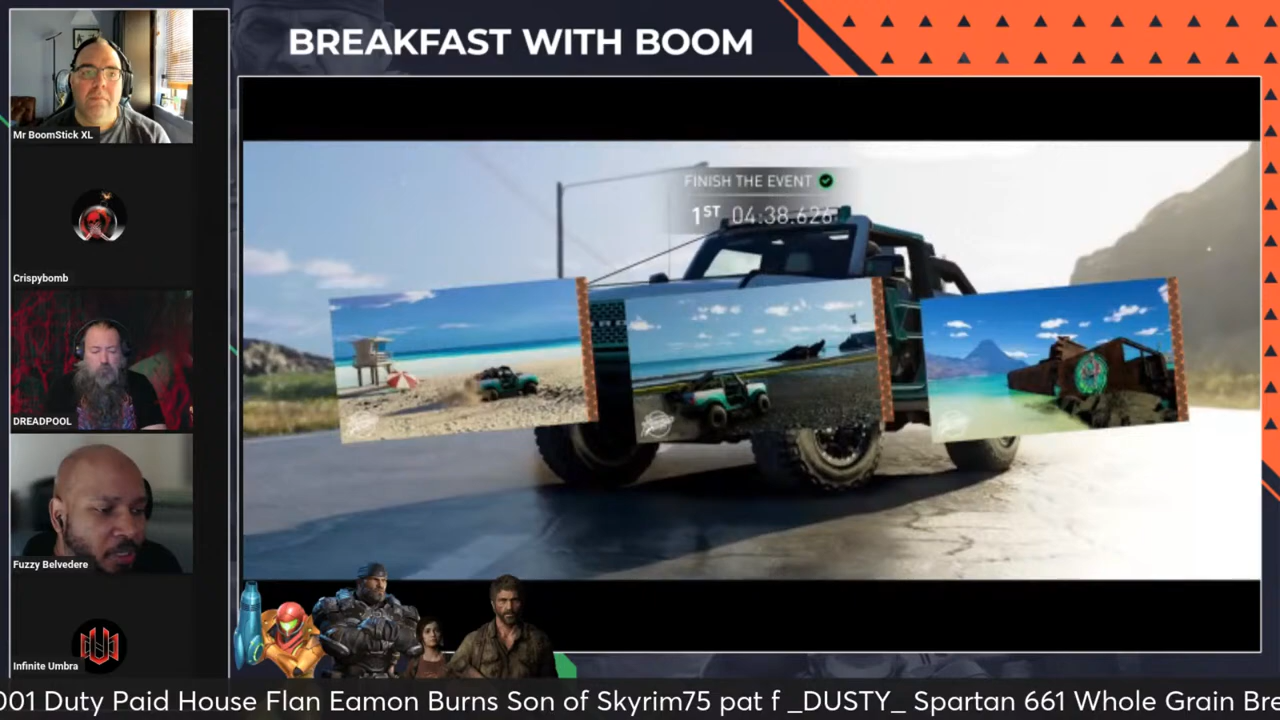 BREAKFAST WITH BOOM
Mr BoomStick XL
Crispybomb
DREADPOOL
Fuzzy Belvedere
Infinite Umbra
FINISH THE EVENT
1ST 04:38.626
001 Duty Paid House Flan Eamon Burns Son of Skyrim75 pat f _DUSTY_ Spartan 661 Whole Grain Bre